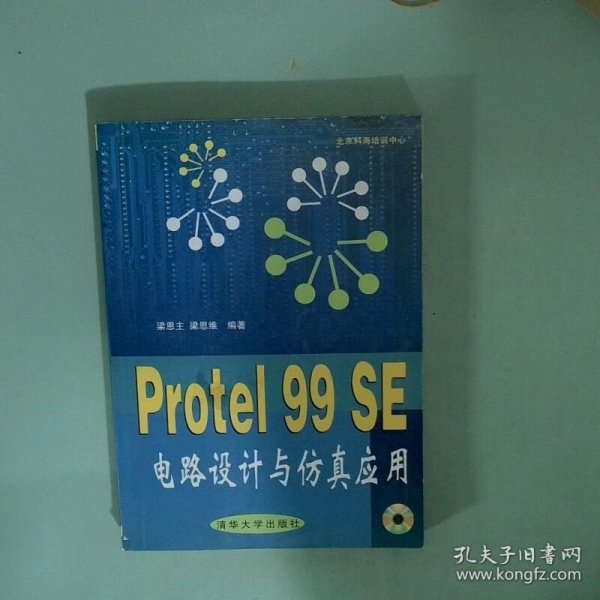 北京科海培训中心
梁恩主 梁恩维 编著
Protel 99 SE
电路设计与仿真应用
清华大学出版社
孔夫子旧书网
www.kongfz.com